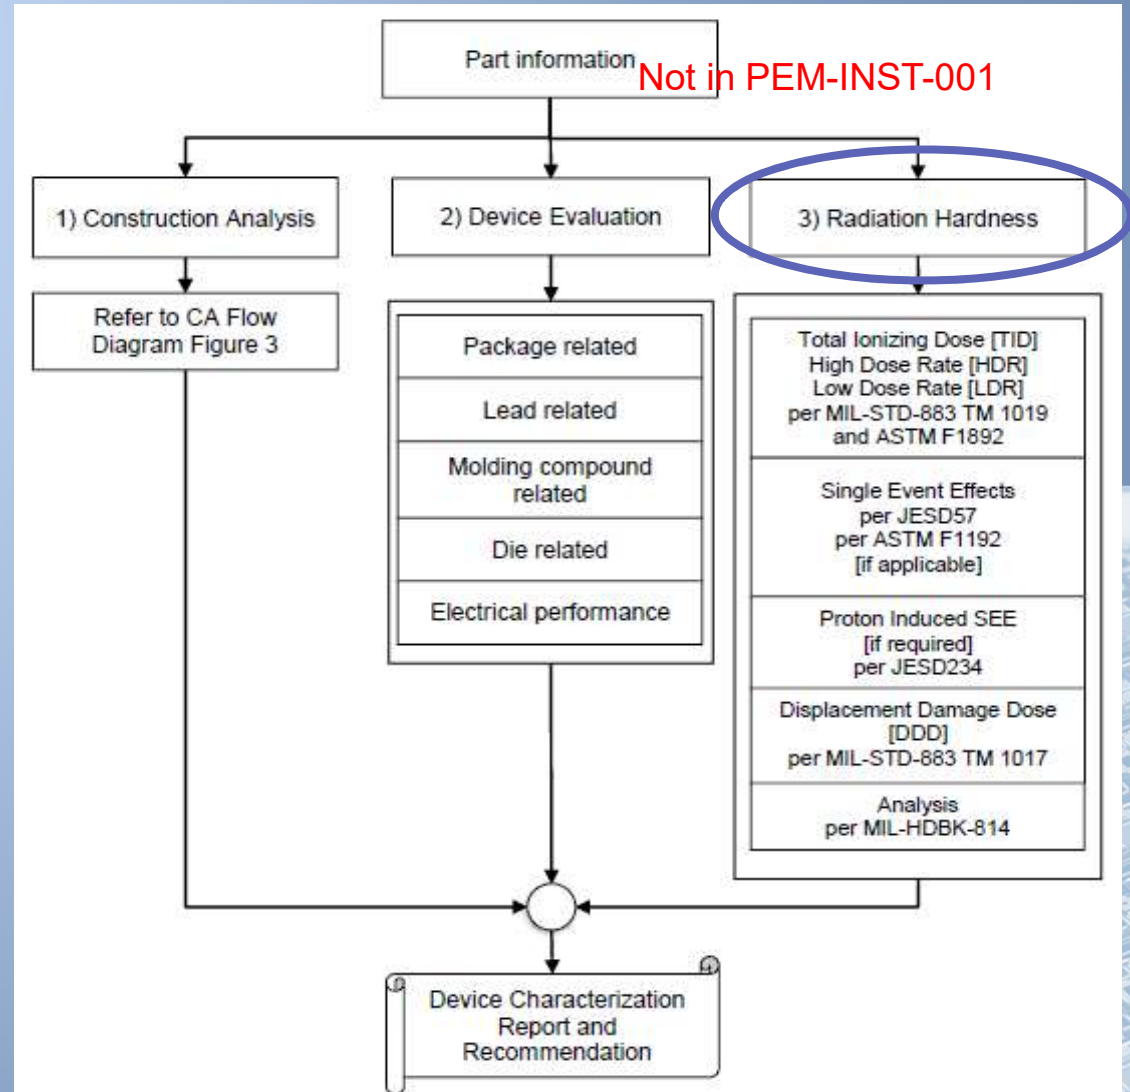 Part information
Not in PEM-INST-001
1) Construction Analysis
2) Device Evaluation
3) Radiation Hardness
Refer to CA Flow
Diagram Figure 3
Package related
Lead related
Molding compound
related
Die related
Electrical performance
Total Ionizing Dose [TID]
High Dose Rate [HDR]
Low Dose Rate [LDR]
per MIL-STD-883 TM 1019
and ASTM F1892
Single Event Effects
per JESD57
per ASTM F1192
[if applicable]
Proton Induced SEE
[if required]
per JESD234
Displacement Damage Dose
[DDD]
per MIL-STD-883 TM 1017
Analysis
per MIL-HDBK-814
Device Characterization
Report and
Recommendation